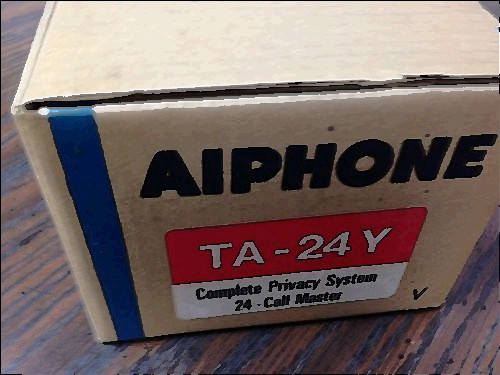 AIPHONE
TA-24Y
Complete Privacy System
24-Call Master